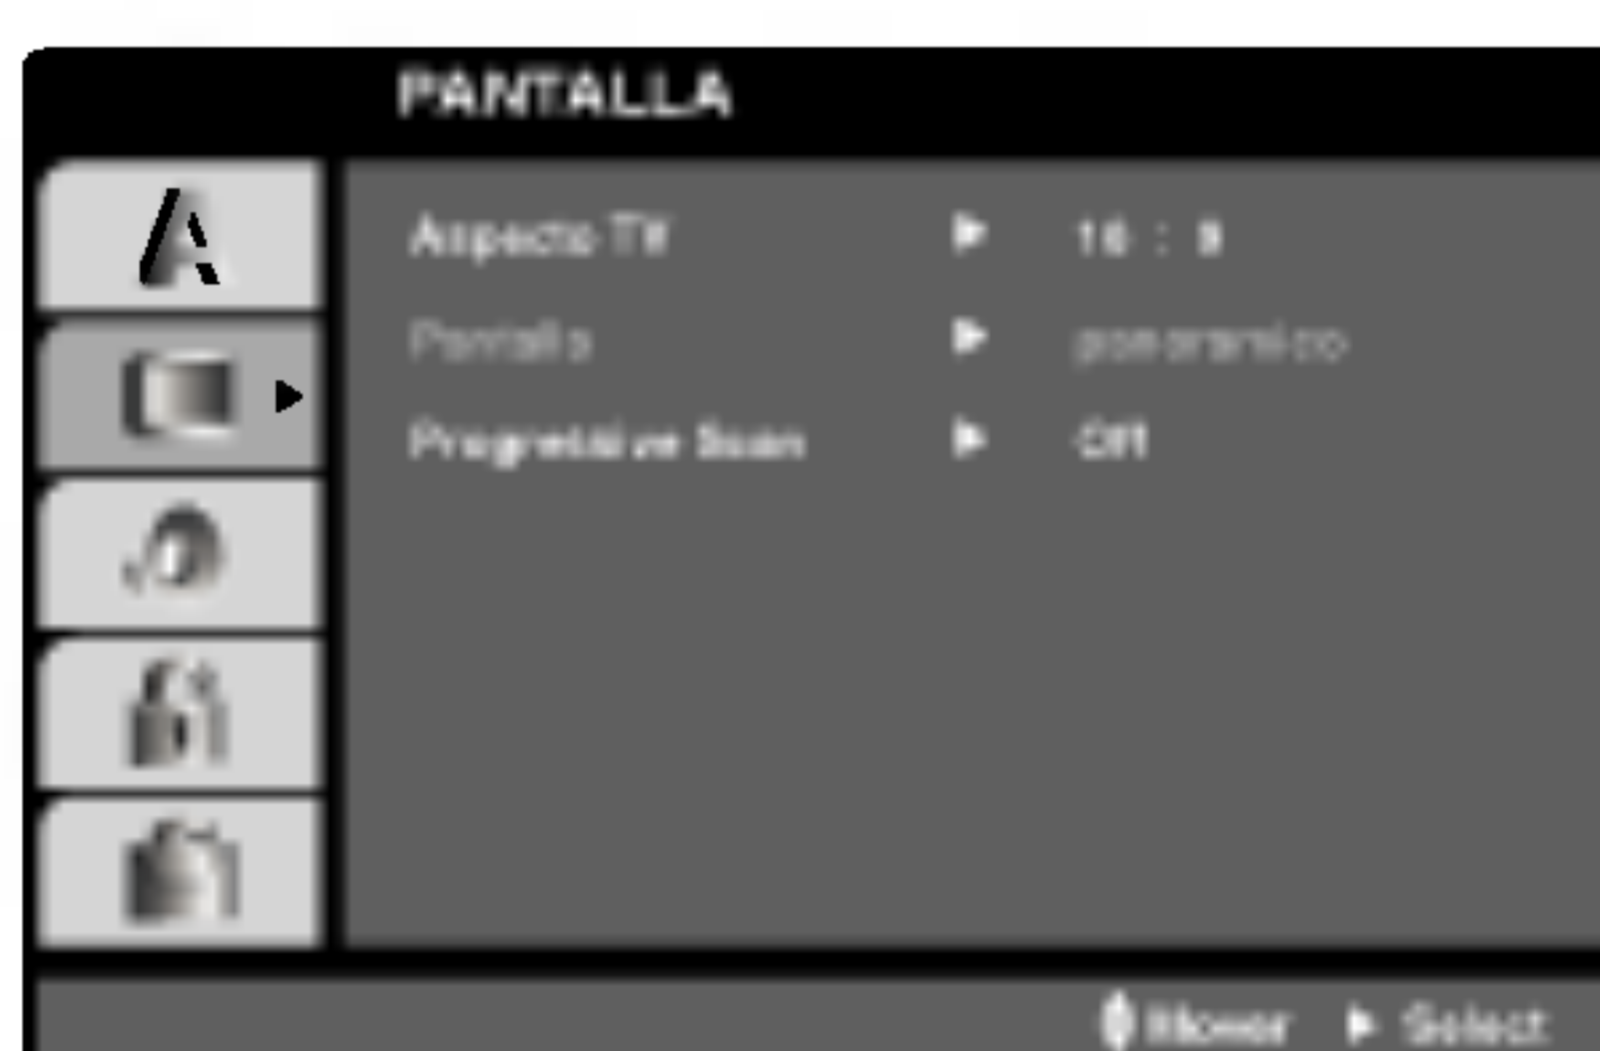 PANTALLA
A
Aspecto TV ▶ 16 : 9
Pantalla ▶ panoramico
Progressive Scan ▶ Off
Mover ▶ Select